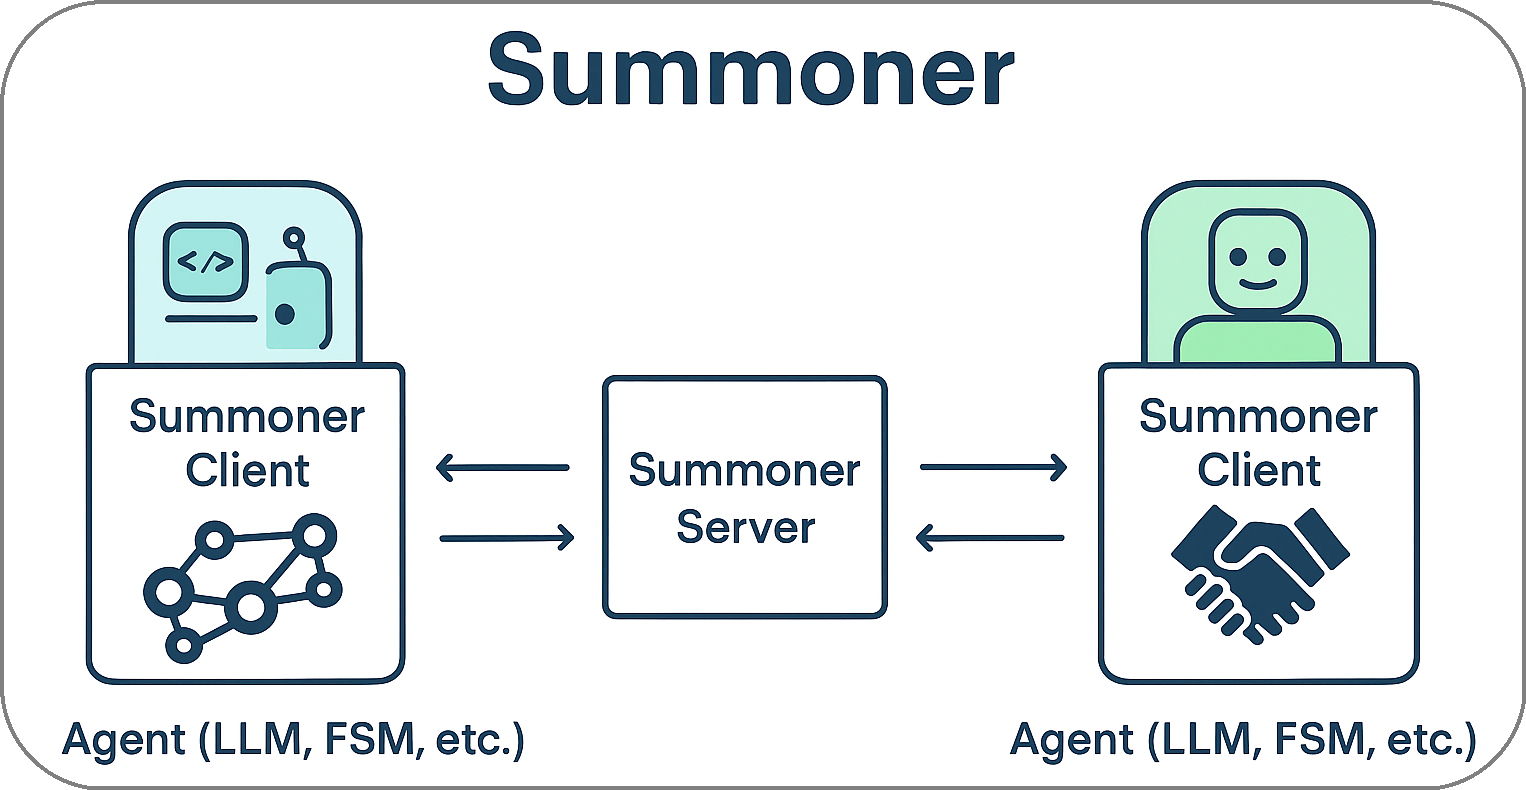 Summoner
</>
Summoner
Client
Summoner
Server
Summoner
Client
Agent (LLM, FSM, etc.)
Agent (LLM, FSM, etc.)